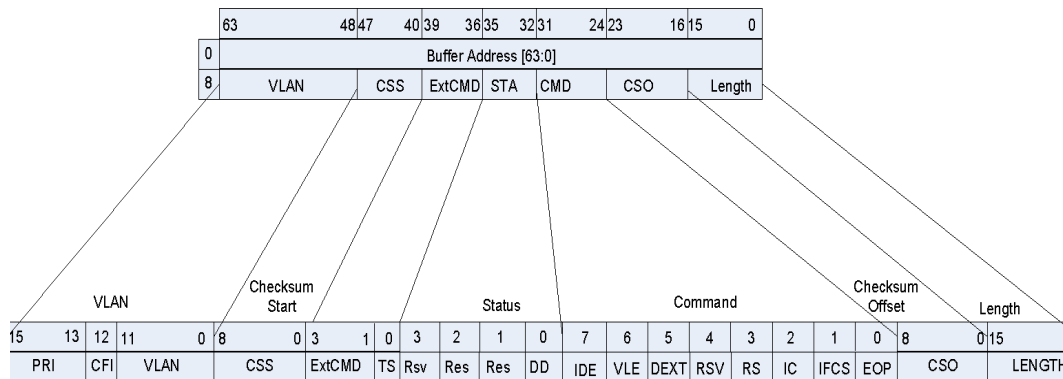 63 48 47 40 39 36 35 32 31 24 23 16 15 0
0 Buffer Address [63:0]
8 VLAN CSS ExtCMD STA CMD CSO Length
VLAN Checksum Start Status Command Checksum Offset Length
15 13 12 11 0 8 0 3 1 0 3 2 1 0 7 6 5 4 3 2 1 0 8 0 15
PRI CFI VLAN CSS ExtCMD TS Rsv Res Res DD IDE VLE DEXT RSV RS IC IFCS EOP CSO LENGTH